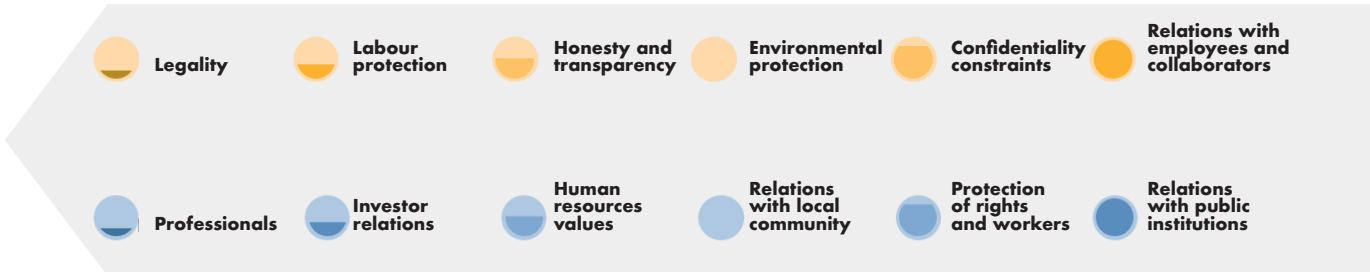 Legality
Labour
protection
Honesty and
transparency
Environmental
protection
Confidentiality
constraints
Relations with
employees and
collaborators
Professionals
Investor
relations
Human
resources
values
Relations
with local
community
Protection
of rights
and workers
Relations
with public
institutions